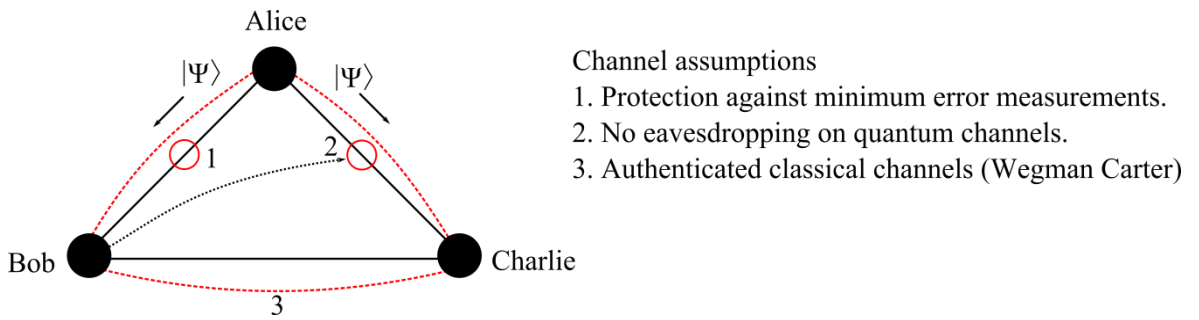 Alice
|Ψ⟩
|Ψ⟩
1
2
Bob
Charlie
3
Channel assumptions
1. Protection against minimum error measurements.
2. No eavesdropping on quantum channels.
3. Authenticated classical channels (Wegman Carter)